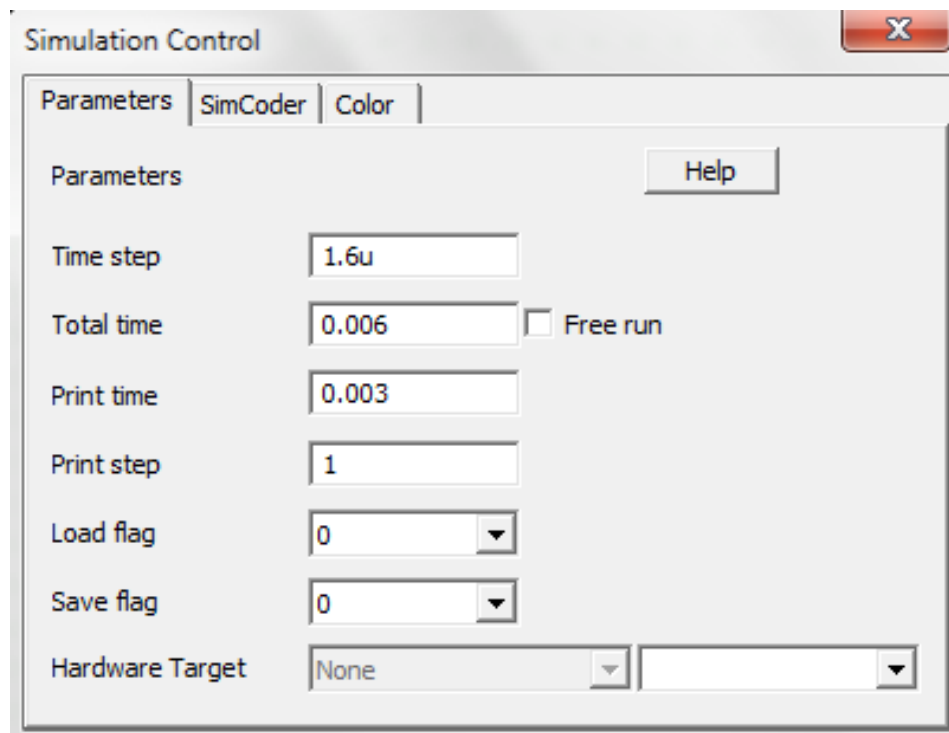 Simulation Control
Parameters SimCoder Color
Parameters Help
Time step 1.6u
Total time 0.006 Free run
Print time 0.003
Print step 1
Load flag 0
Save flag 0
Hardware Target None